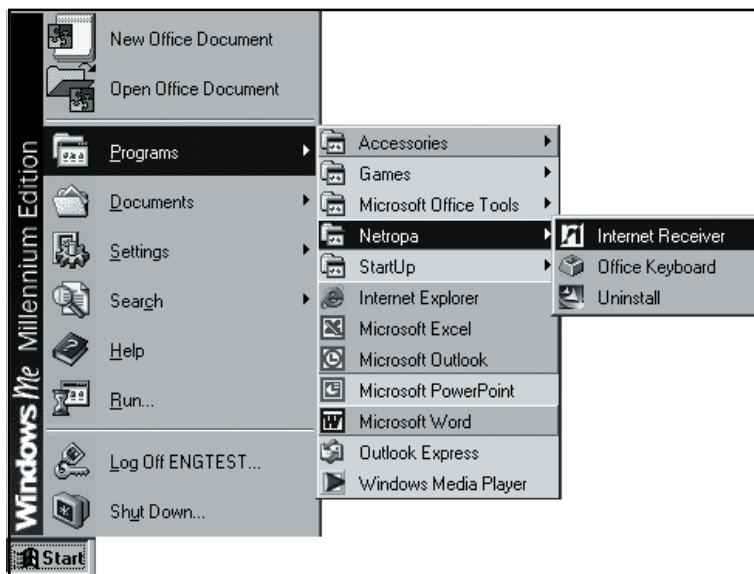 New Office Document
Open Office Document
Programs
Documents
Settings
Search
Help
Run...
Log Off ENGTEST...
Shut Down...
Windows Me Millennium Edition
Start
Accessories
Games
Microsoft Office Tools
Netropa
StartUp
Internet Explorer
Microsoft Excel
Microsoft Outlook
Microsoft PowerPoint
Microsoft Word
Outlook Express
Windows Media Player
Internet Receiver
Office Keyboard
Uninstall